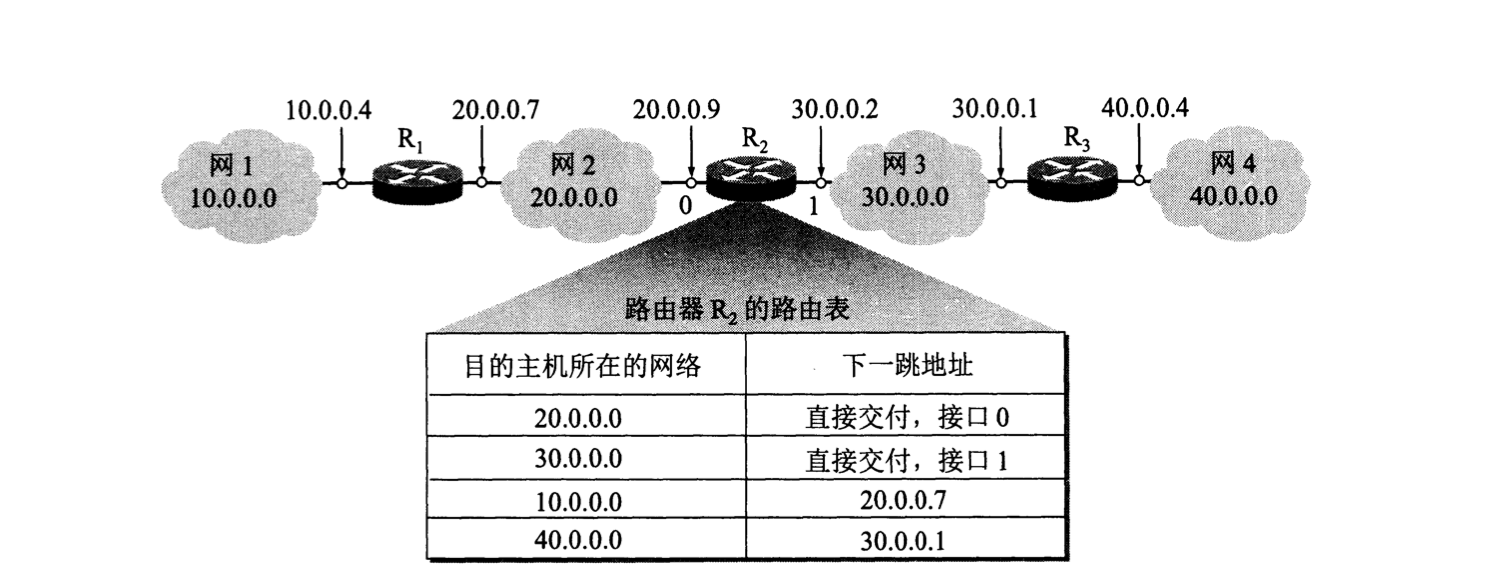 10.0.0.4 20.0.0.7 20.0.0.9 30.0.0.2 30.0.0.1 40.0.0.4
R1 R2 R3
网1 网2 网3 网4
10.0.0.0 20.0.0.0 30.0.0.0 40.0.0.0
0 1
路由器R2的路由表
目的主机所在的网络 下一跳地址
20.0.0.0 直接交付，接口0
30.0.0.0 直接交付，接口1
10.0.0.0 20.0.0.7
40.0.0.0 30.0.0.1